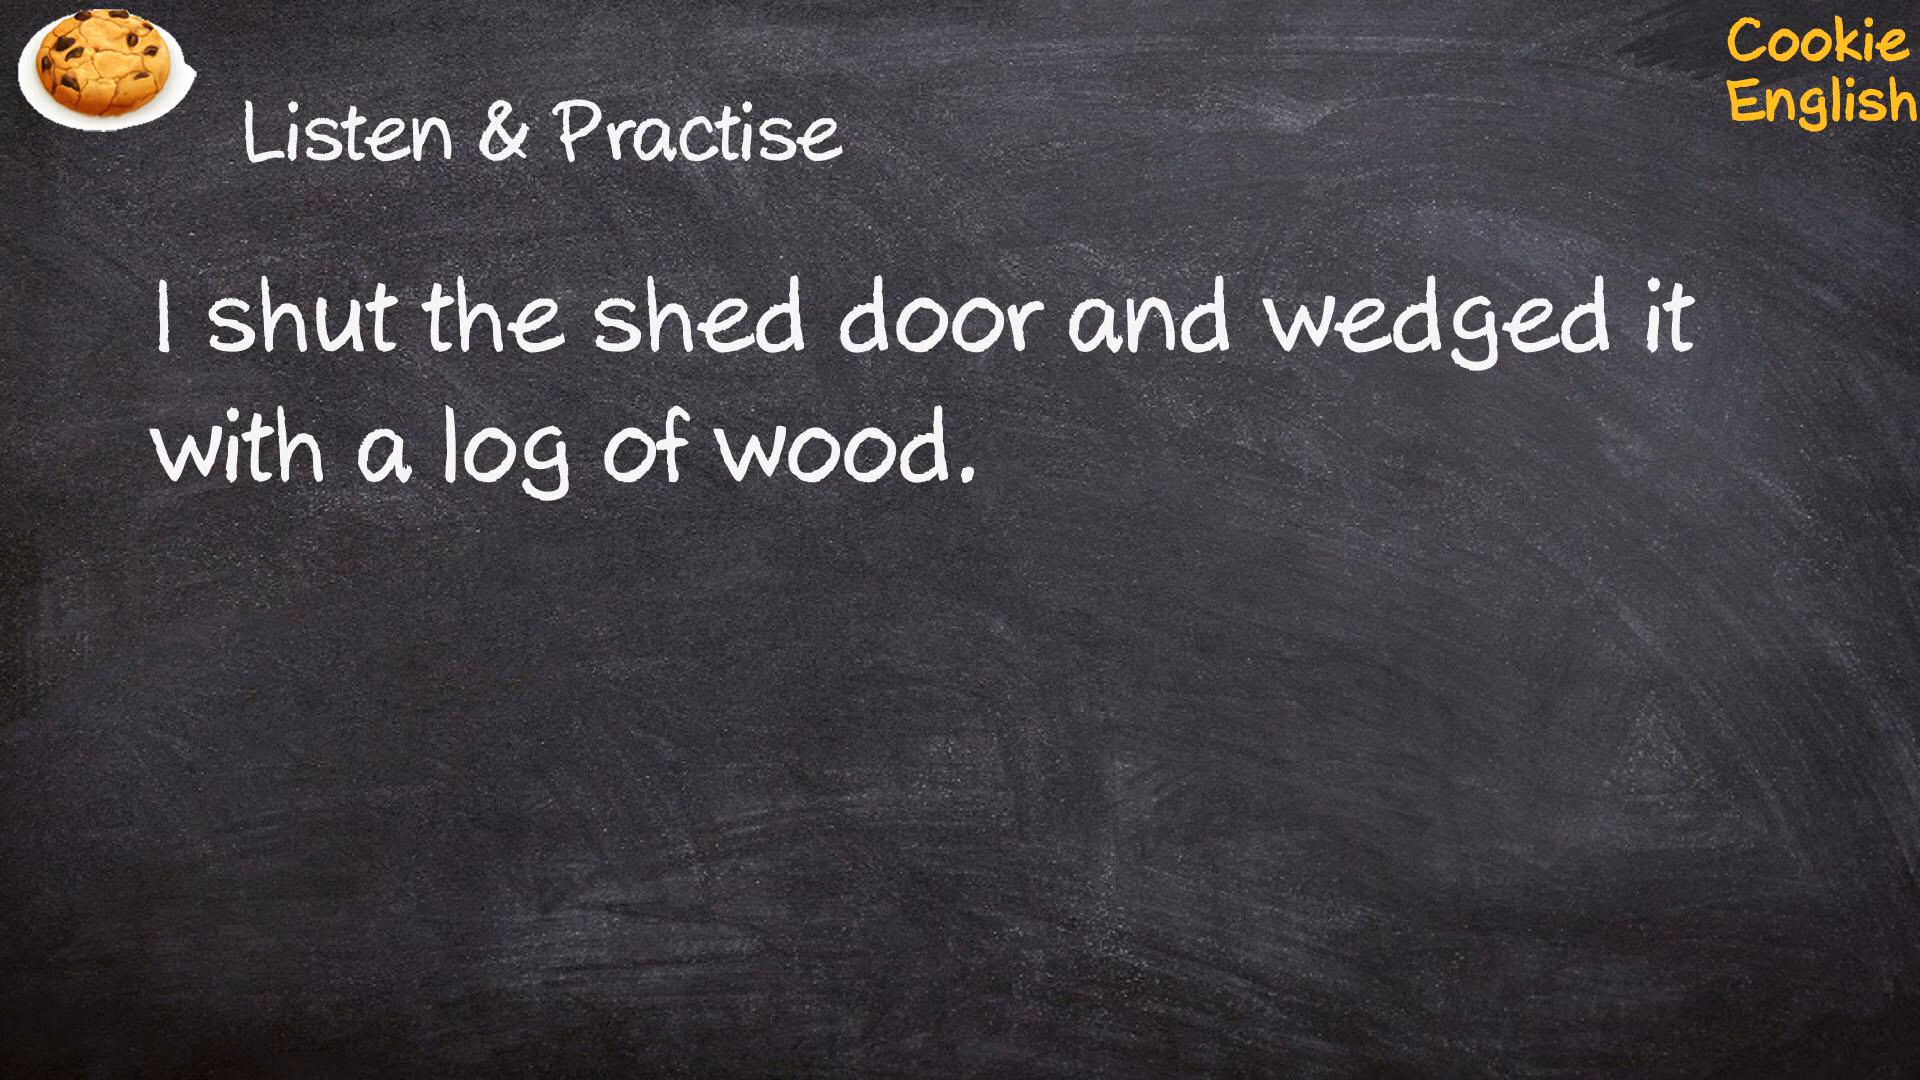 Cookie
English
Listen & Practise
I shut the shed door and wedged it
with a log of wood.